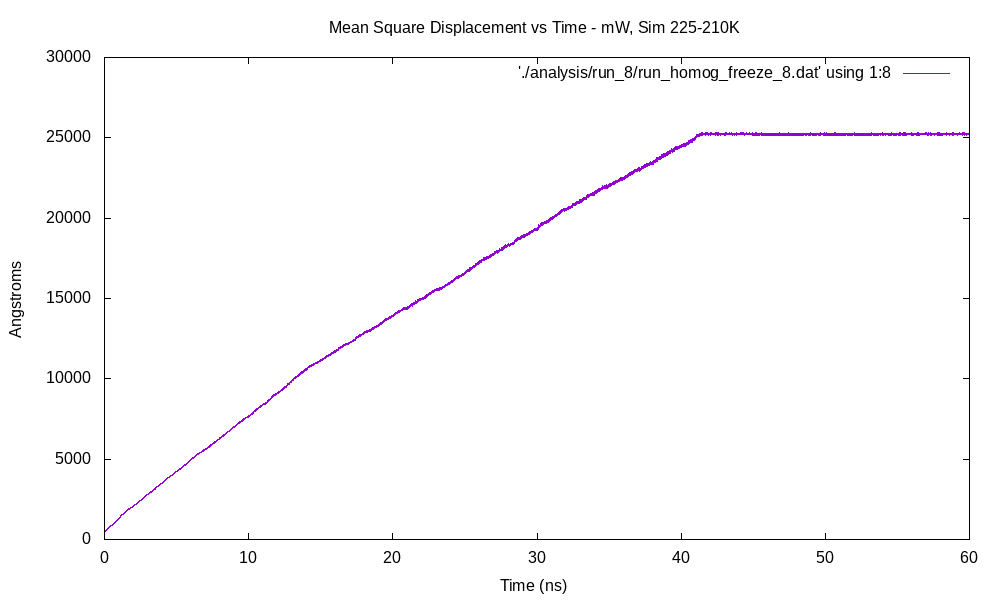 Mean Square Displacement vs Time - mW, Sim 225-210K
'./analysis/run_8/run_homog_freeze_8.dat' using 1:8
30000
25000
20000
15000
10000
5000
0
Angstroms
0 10 20 30 40 50 60
Time (ns)